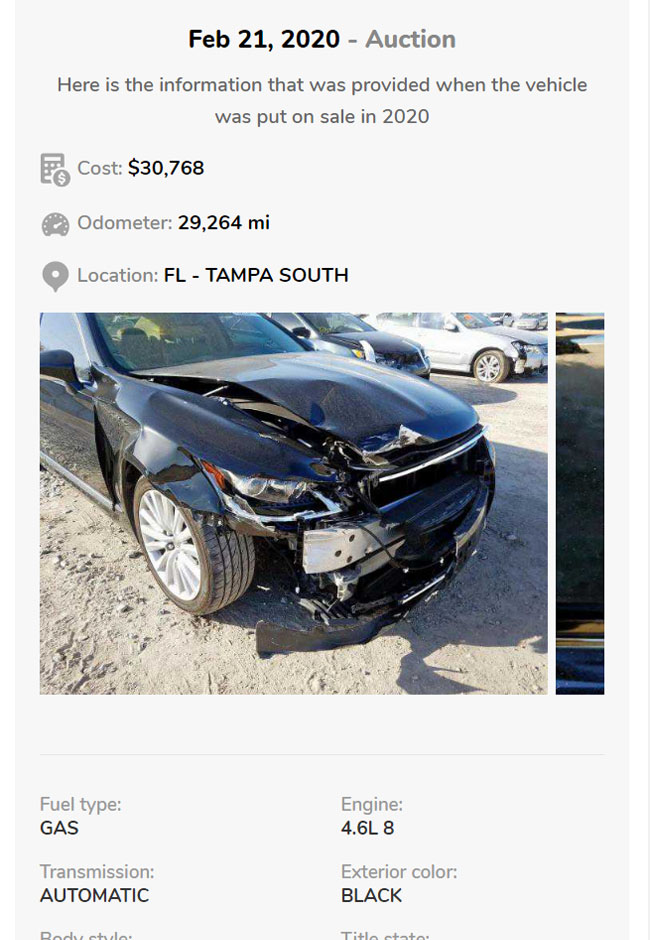 Feb 21, 2020 - Auction
Here is the information that was provided when the vehicle
was put on sale in 2020
Cost: $30,768
Odometer: 29,264 mi
Location: FL - TAMPA SOUTH
Fuel type:
GAS
Engine:
4.6L 8
Transmission:
AUTOMATIC
Exterior color:
BLACK
Body style:
Title state: